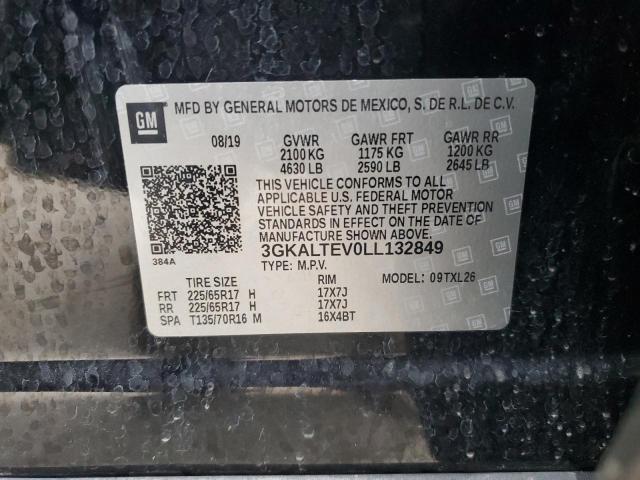 GM MFD BY GENERAL MOTORS DE MEXICO, S. DE R.L. DE C.V.
08/19 GVWR GAWR FRT GAWR RR
2100 KG 1175 KG 1200 KG
4630 LB 2590 LB 2645 LB
THIS VEHICLE CONFORMS TO ALL
APPLICABLE U.S. FEDERAL MOTOR
VEHICLE SAFETY AND THEFT PREVENTION
STANDARDS IN EFFECT ON THE DATE OF
MANUFACTURE SHOWN ABOVE.
384A 3GKALTEV0LL132849
TYPE: M.P.V. MODEL: 09TXL26
TIRE SIZE RIM
FRT 225/65R17 H 17X7J
RR 225/65R17 H 17X7J
SPA T135/70R16 M 16X4BT